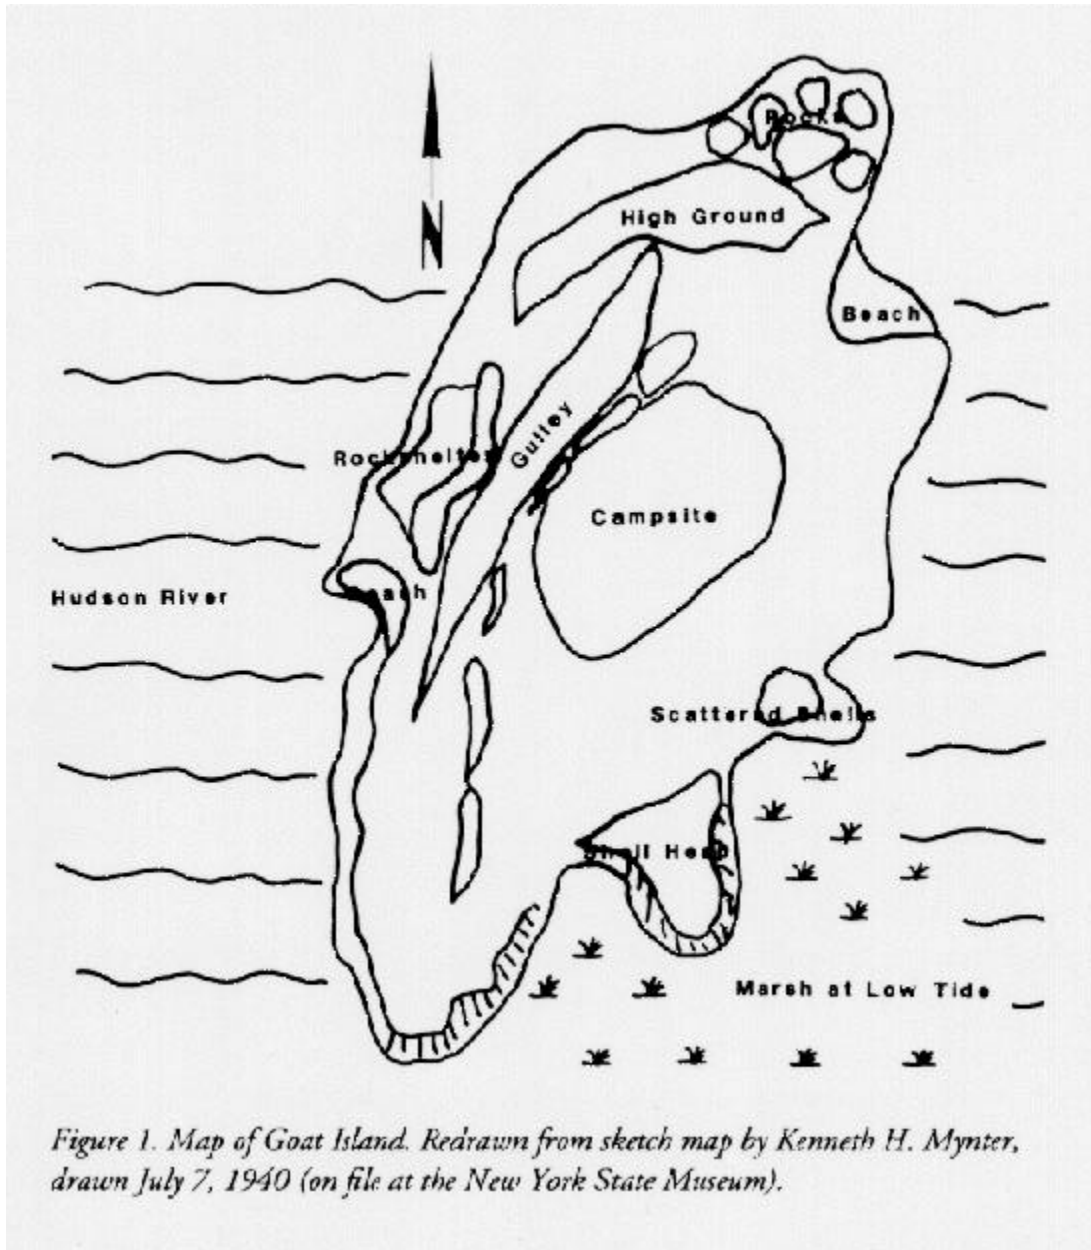 Rocks
N
High Ground
Beach
Rockshelter
Gulley
Campsite
Beach
Hudson River
Scattered Shells
Shell Heap
Marsh at Low Tide
Figure 1. Map of Goat Island. Redrawn from sketch map by Kenneth H. Mynter,
drawn July 7, 1940 (on file at the New York State Museum).